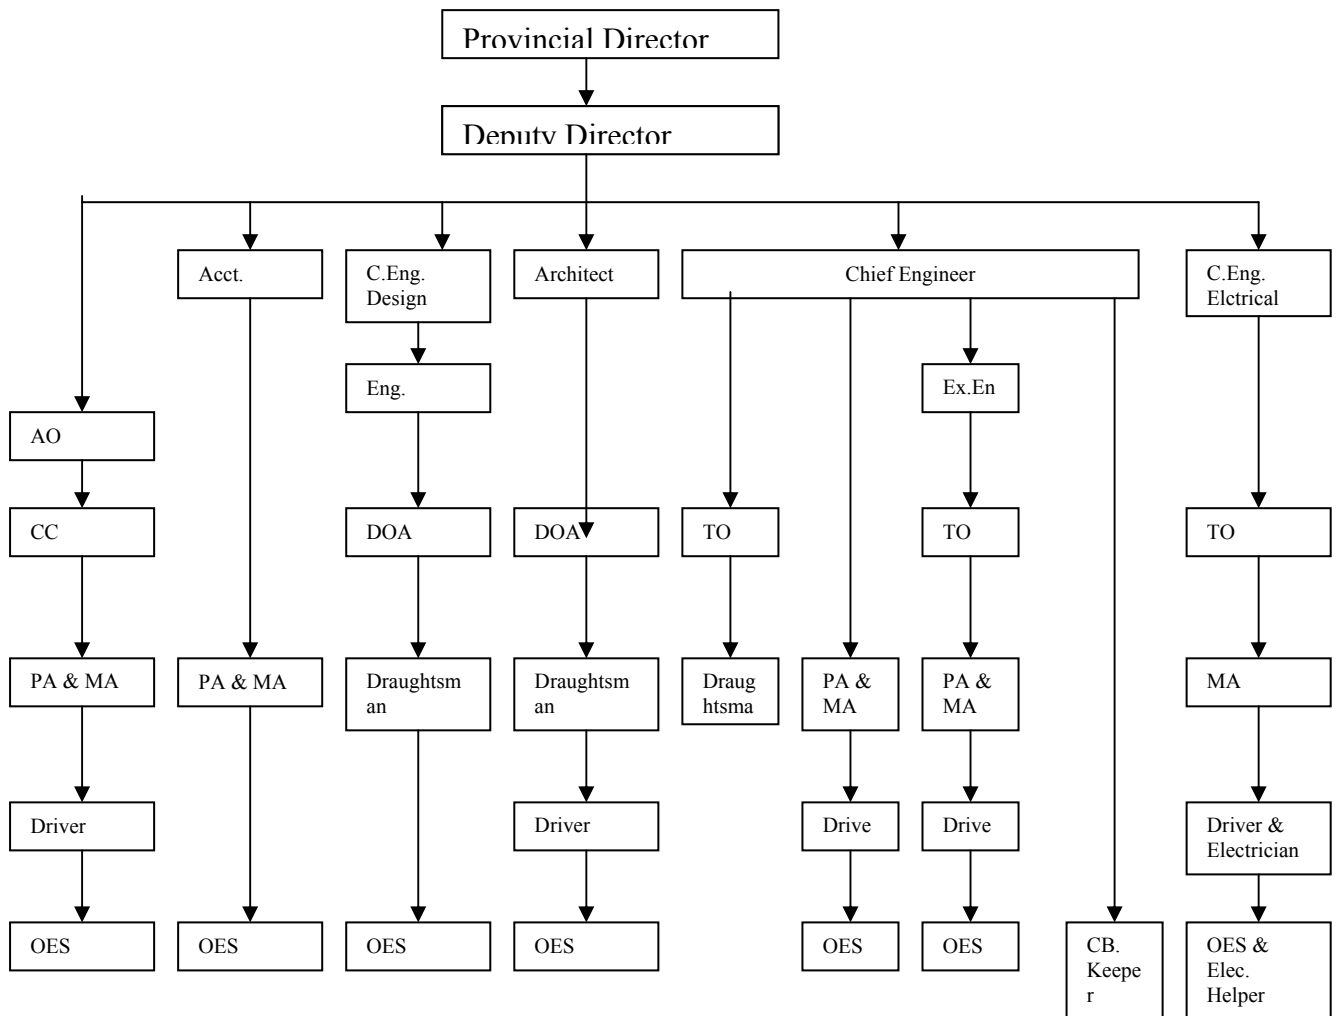 Provincial Director
Deputy Director
Acct.
C.Eng.
Design
Architect
Chief Engineer
C.Eng.
Elctrical
Eng.
Ex.En
AO
CC
DOA
DOA
TO
TO
TO
PA & MA
PA & MA
Draughtsm
an
Draughtsm
an
Draug
htsma
PA &
MA
PA &
MA
MA
Driver
Driver
Drive
Drive
Driver &
Electrician
OES
OES
OES
OES
OES
OES
CB.
Keepe
r
OES &
Elec.
Helper